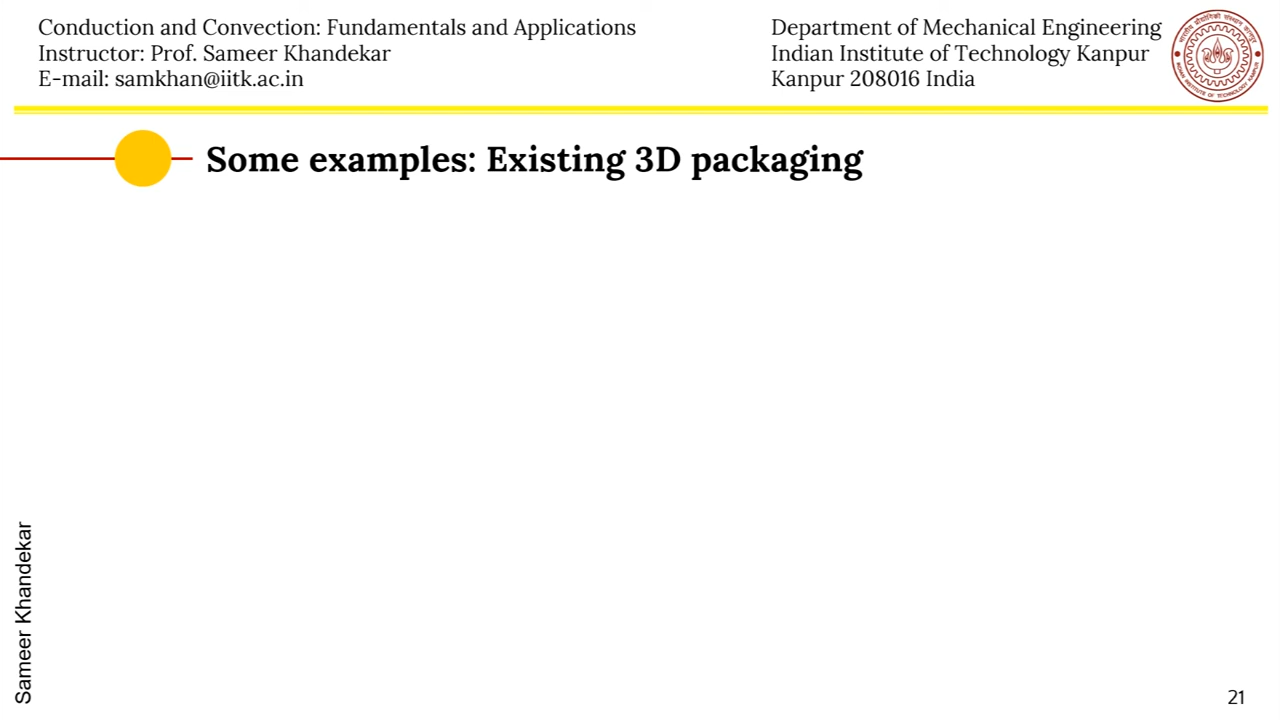 Conduction and Convection: Fundamentals and Applications
Instructor: Prof. Sameer Khandekar
E-mail: samkhan@iitk.ac.in
Department of Mechanical Engineering
Indian Institute of Technology Kanpur
Kanpur 208016 India
Some examples: Existing 3D packaging
Sameer Khandekar
21